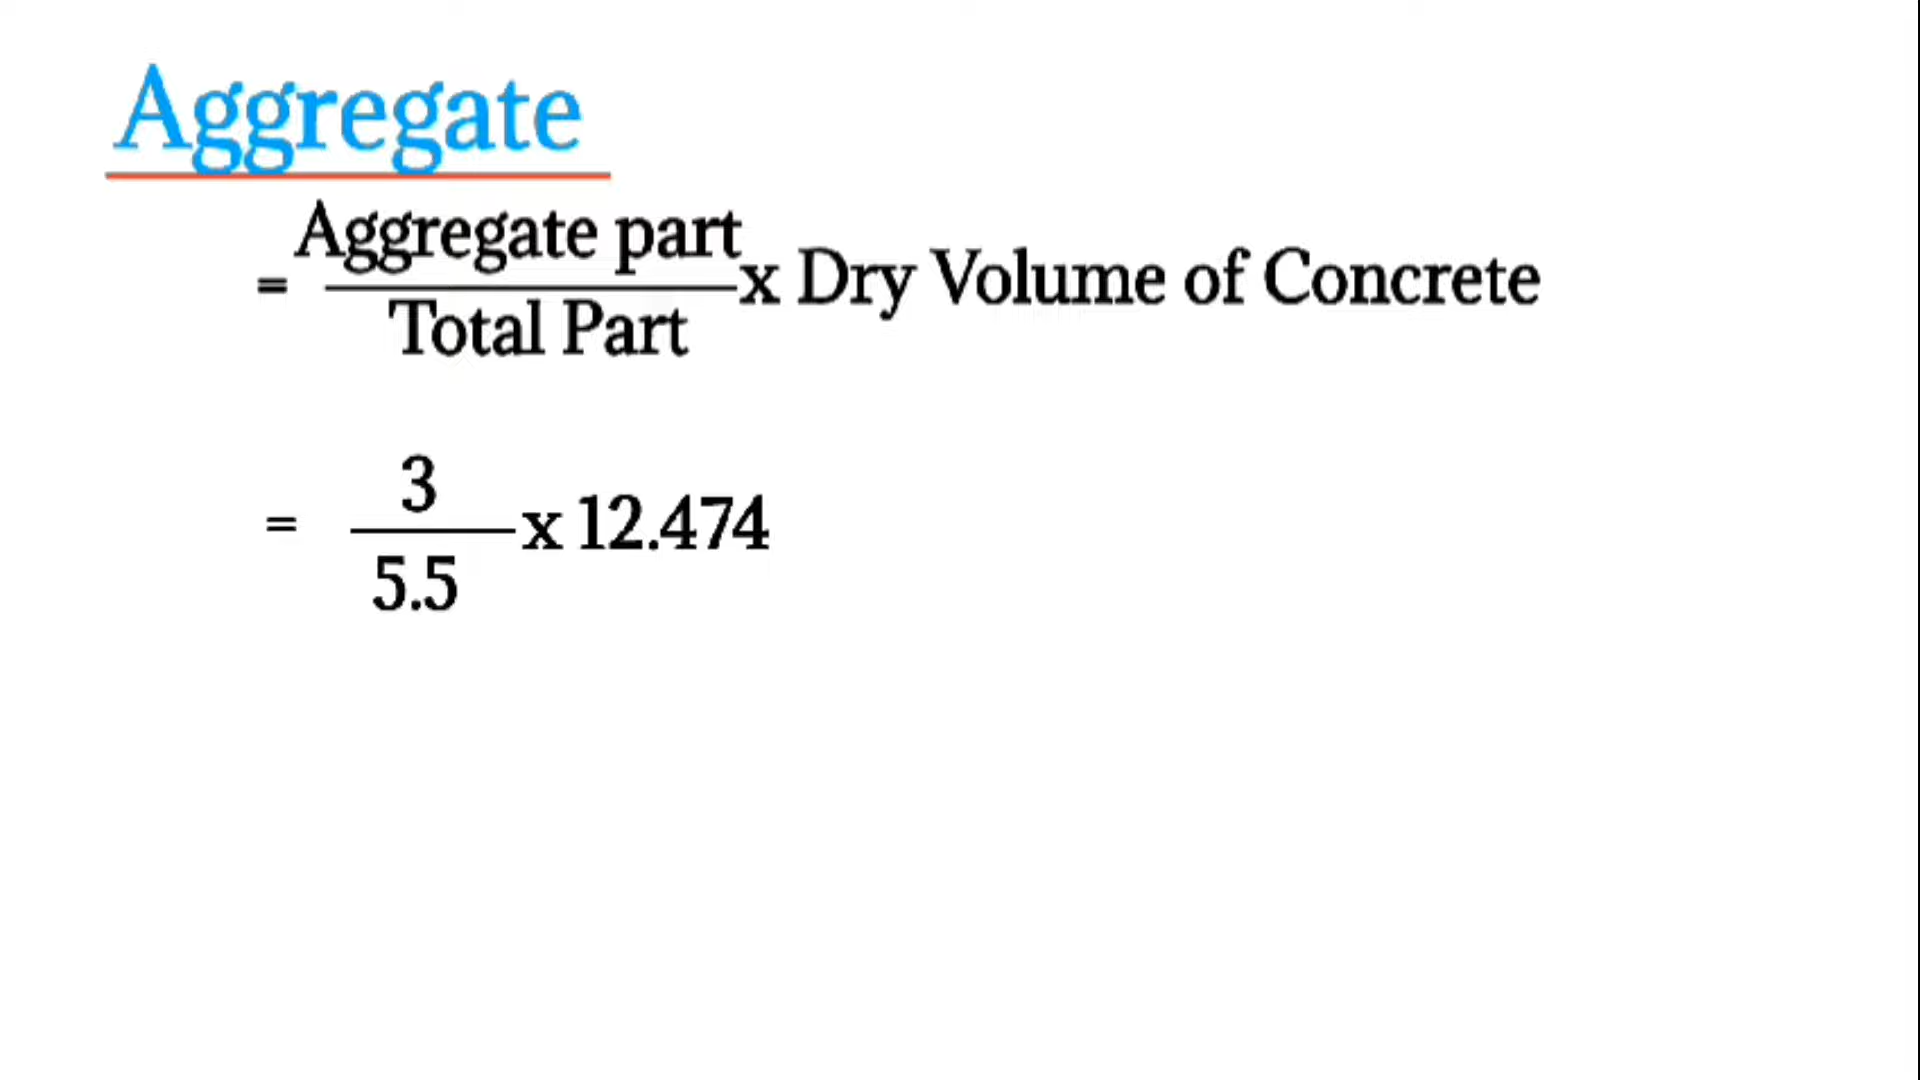 Aggregate
= Aggregate part
Total Part
x Dry Volume of Concrete
= 3
5.5
x 12.474